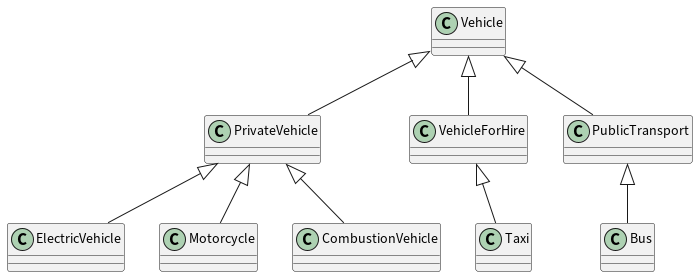 C Vehicle
C PrivateVehicle
C VehicleForHire
C PublicTransport
C ElectricVehicle
C Motorcycle
C CombustionVehicle
C Taxi
C Bus